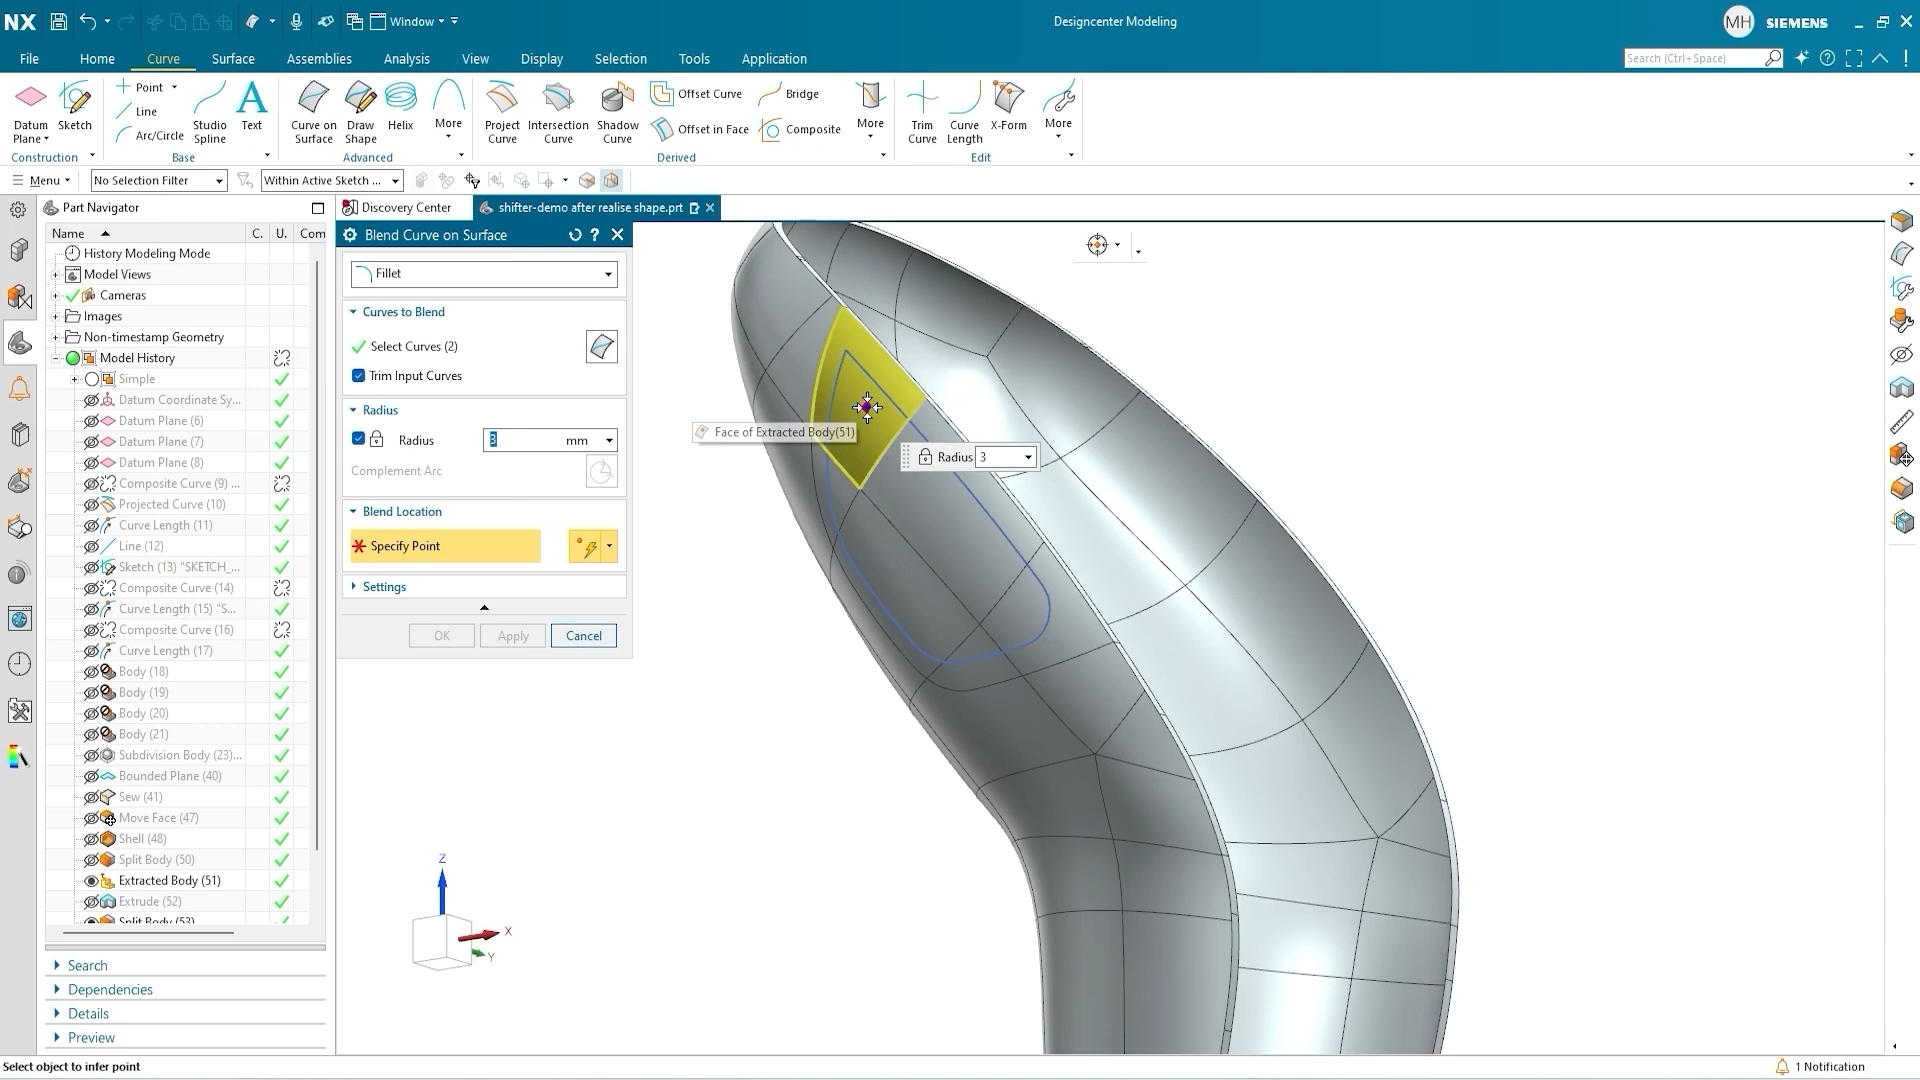 NX
Window
Designcenter Modeling
MH
SIEMENS
File
Home
Curve
Surface
Assemblies
Analysis
View
Display
Selection
Tools
Application
Search (Ctrl+Space)
Datum Plane
Sketch
Point
Line
Arc/Circle
Studio Spline
Text
Curve on Surface
Draw Shape
Helix
More
Project Curve
Intersection Curve
Shadow Curve
Offset Curve
Offset in Face
Bridge
Composite
More
Trim Curve
Curve Length
X-Form
More
Construction
Base
Advanced
Derived
Edit
Menu
No Selection Filter
Within Active Sketch ...
Part Navigator
Discovery Center
shifter-demo after realise shape.prt
Name
C.
U.
Com
History Modeling Mode
Model Views
Cameras
Images
Non-timestamp Geometry
Model History
Simple
Datum Coordinate Sy...
Datum Plane (6)
Datum Plane (7)
Datum Plane (8)
Composite Curve (9) ...
Projected Curve (10)
Curve Length (11)
Line (12)
Sketch (13) "SKETCH_...
Composite Curve (14)
Curve Length (15) "S...
Composite Curve (16)
Curve Length (17)
Body (18)
Body (19)
Body (20)
Body (21)
Subdivision Body (23)...
Bounded Plane (40)
Sew (41)
Move Face (47)
Shell (48)
Split Body (50)
Extracted Body (51)
Extrude (52)
Split Body (53)
Search
Dependencies
Details
Preview
Blend Curve on Surface
Fillet
Curves to Blend
Select Curves (2)
Trim Input Curves
Radius
Radius
3
mm
Complement Arc
Blend Location
Specify Point
Settings
OK
Apply
Cancel
Face of Extracted Body(51)
Radius 3
Z
X
Y
Select object to infer point
1 Notification